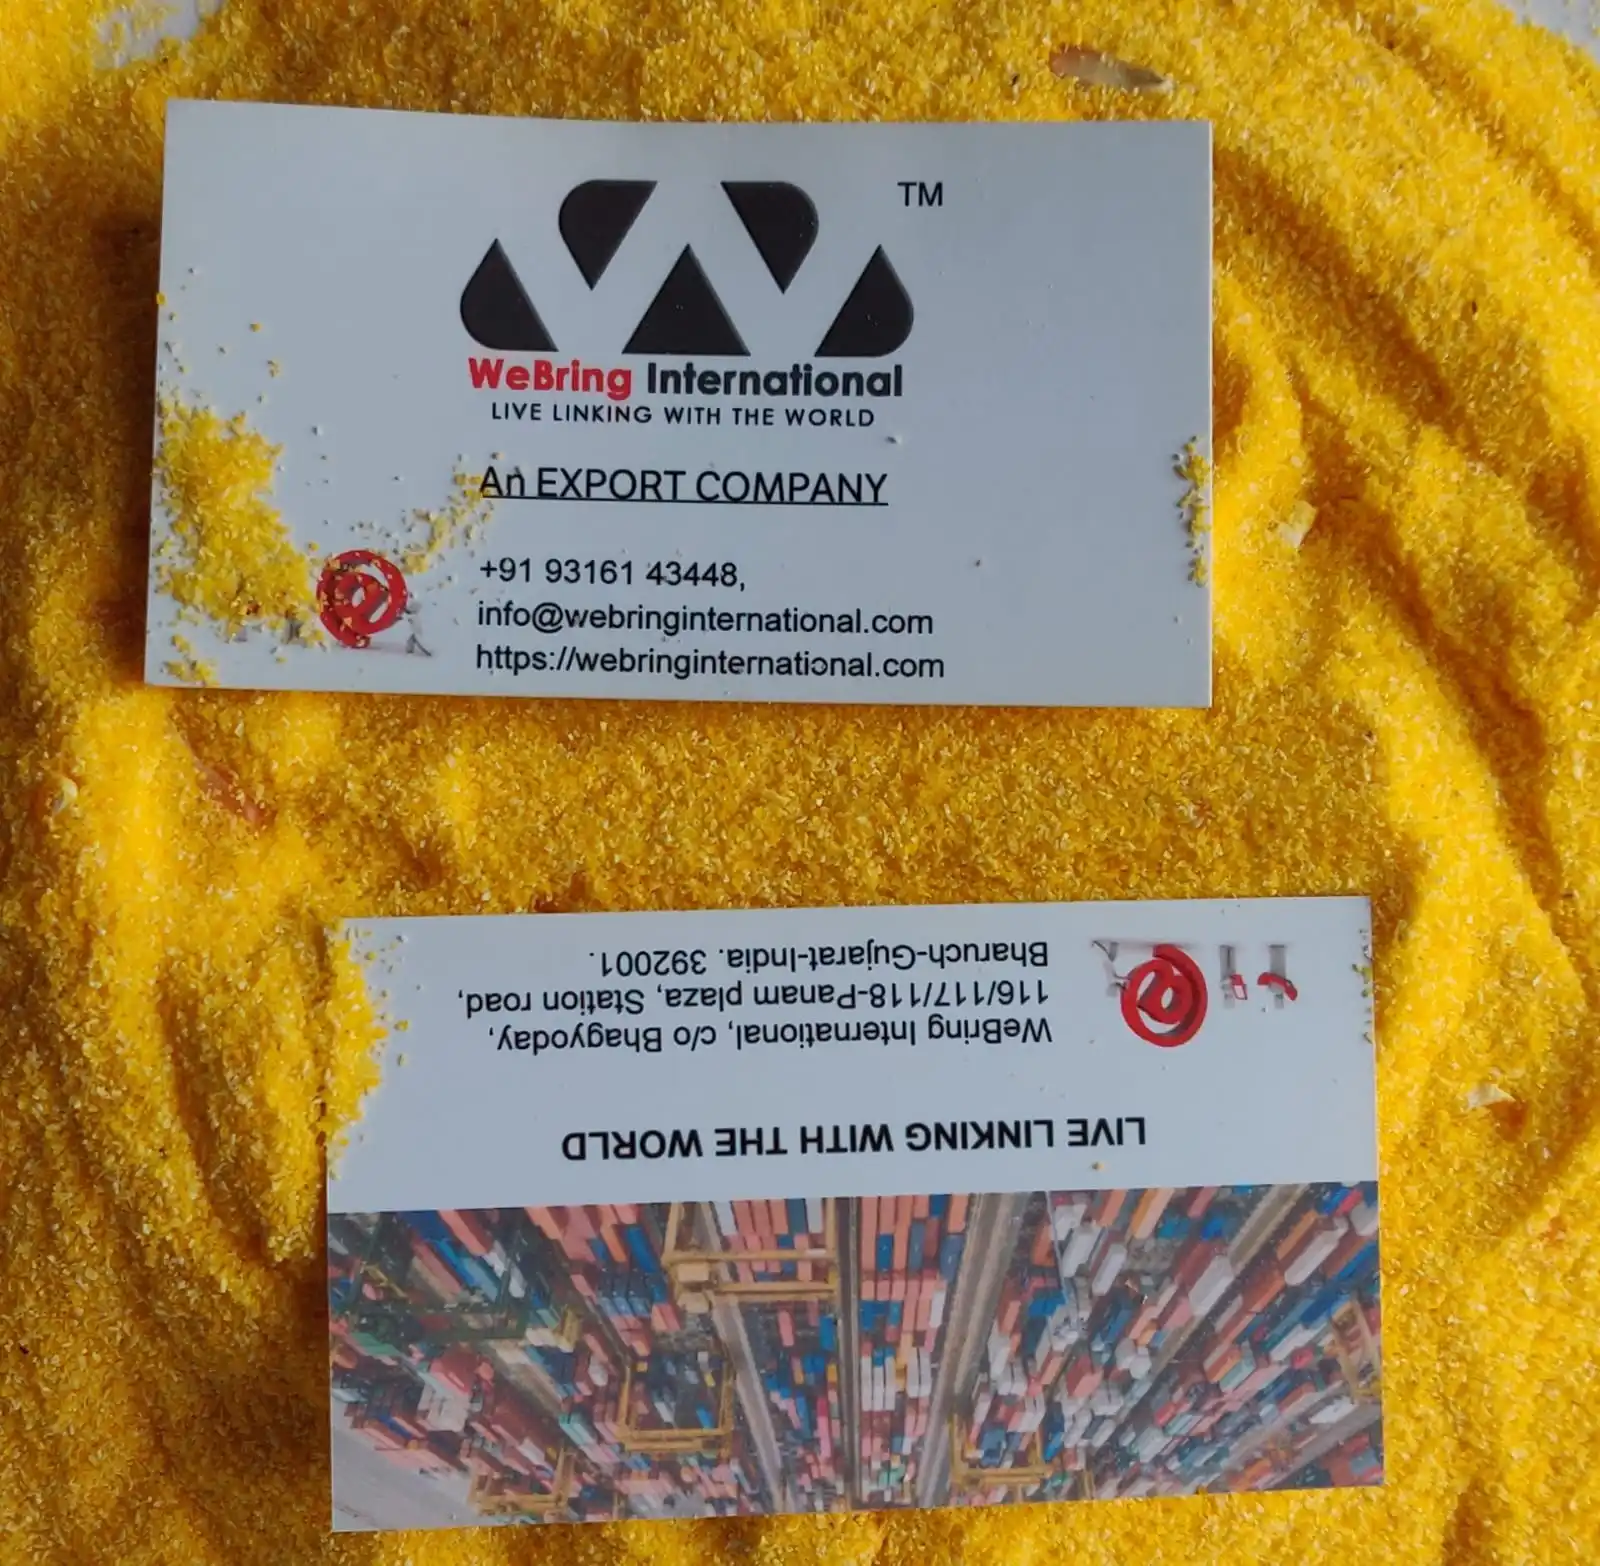 TM
WeBring International
LIVE LINKING WITH THE WORLD
An EXPORT COMPANY
+91 93161 43448,
info@webringinternational.com
https://webringinternational.com
LIVE LINKING WITH THE WORLD
WeBring International, c/o Bhagyoday,
116/117/118-Panam plaza, Station road,
Bharuch-Gujarat-India. 392001.